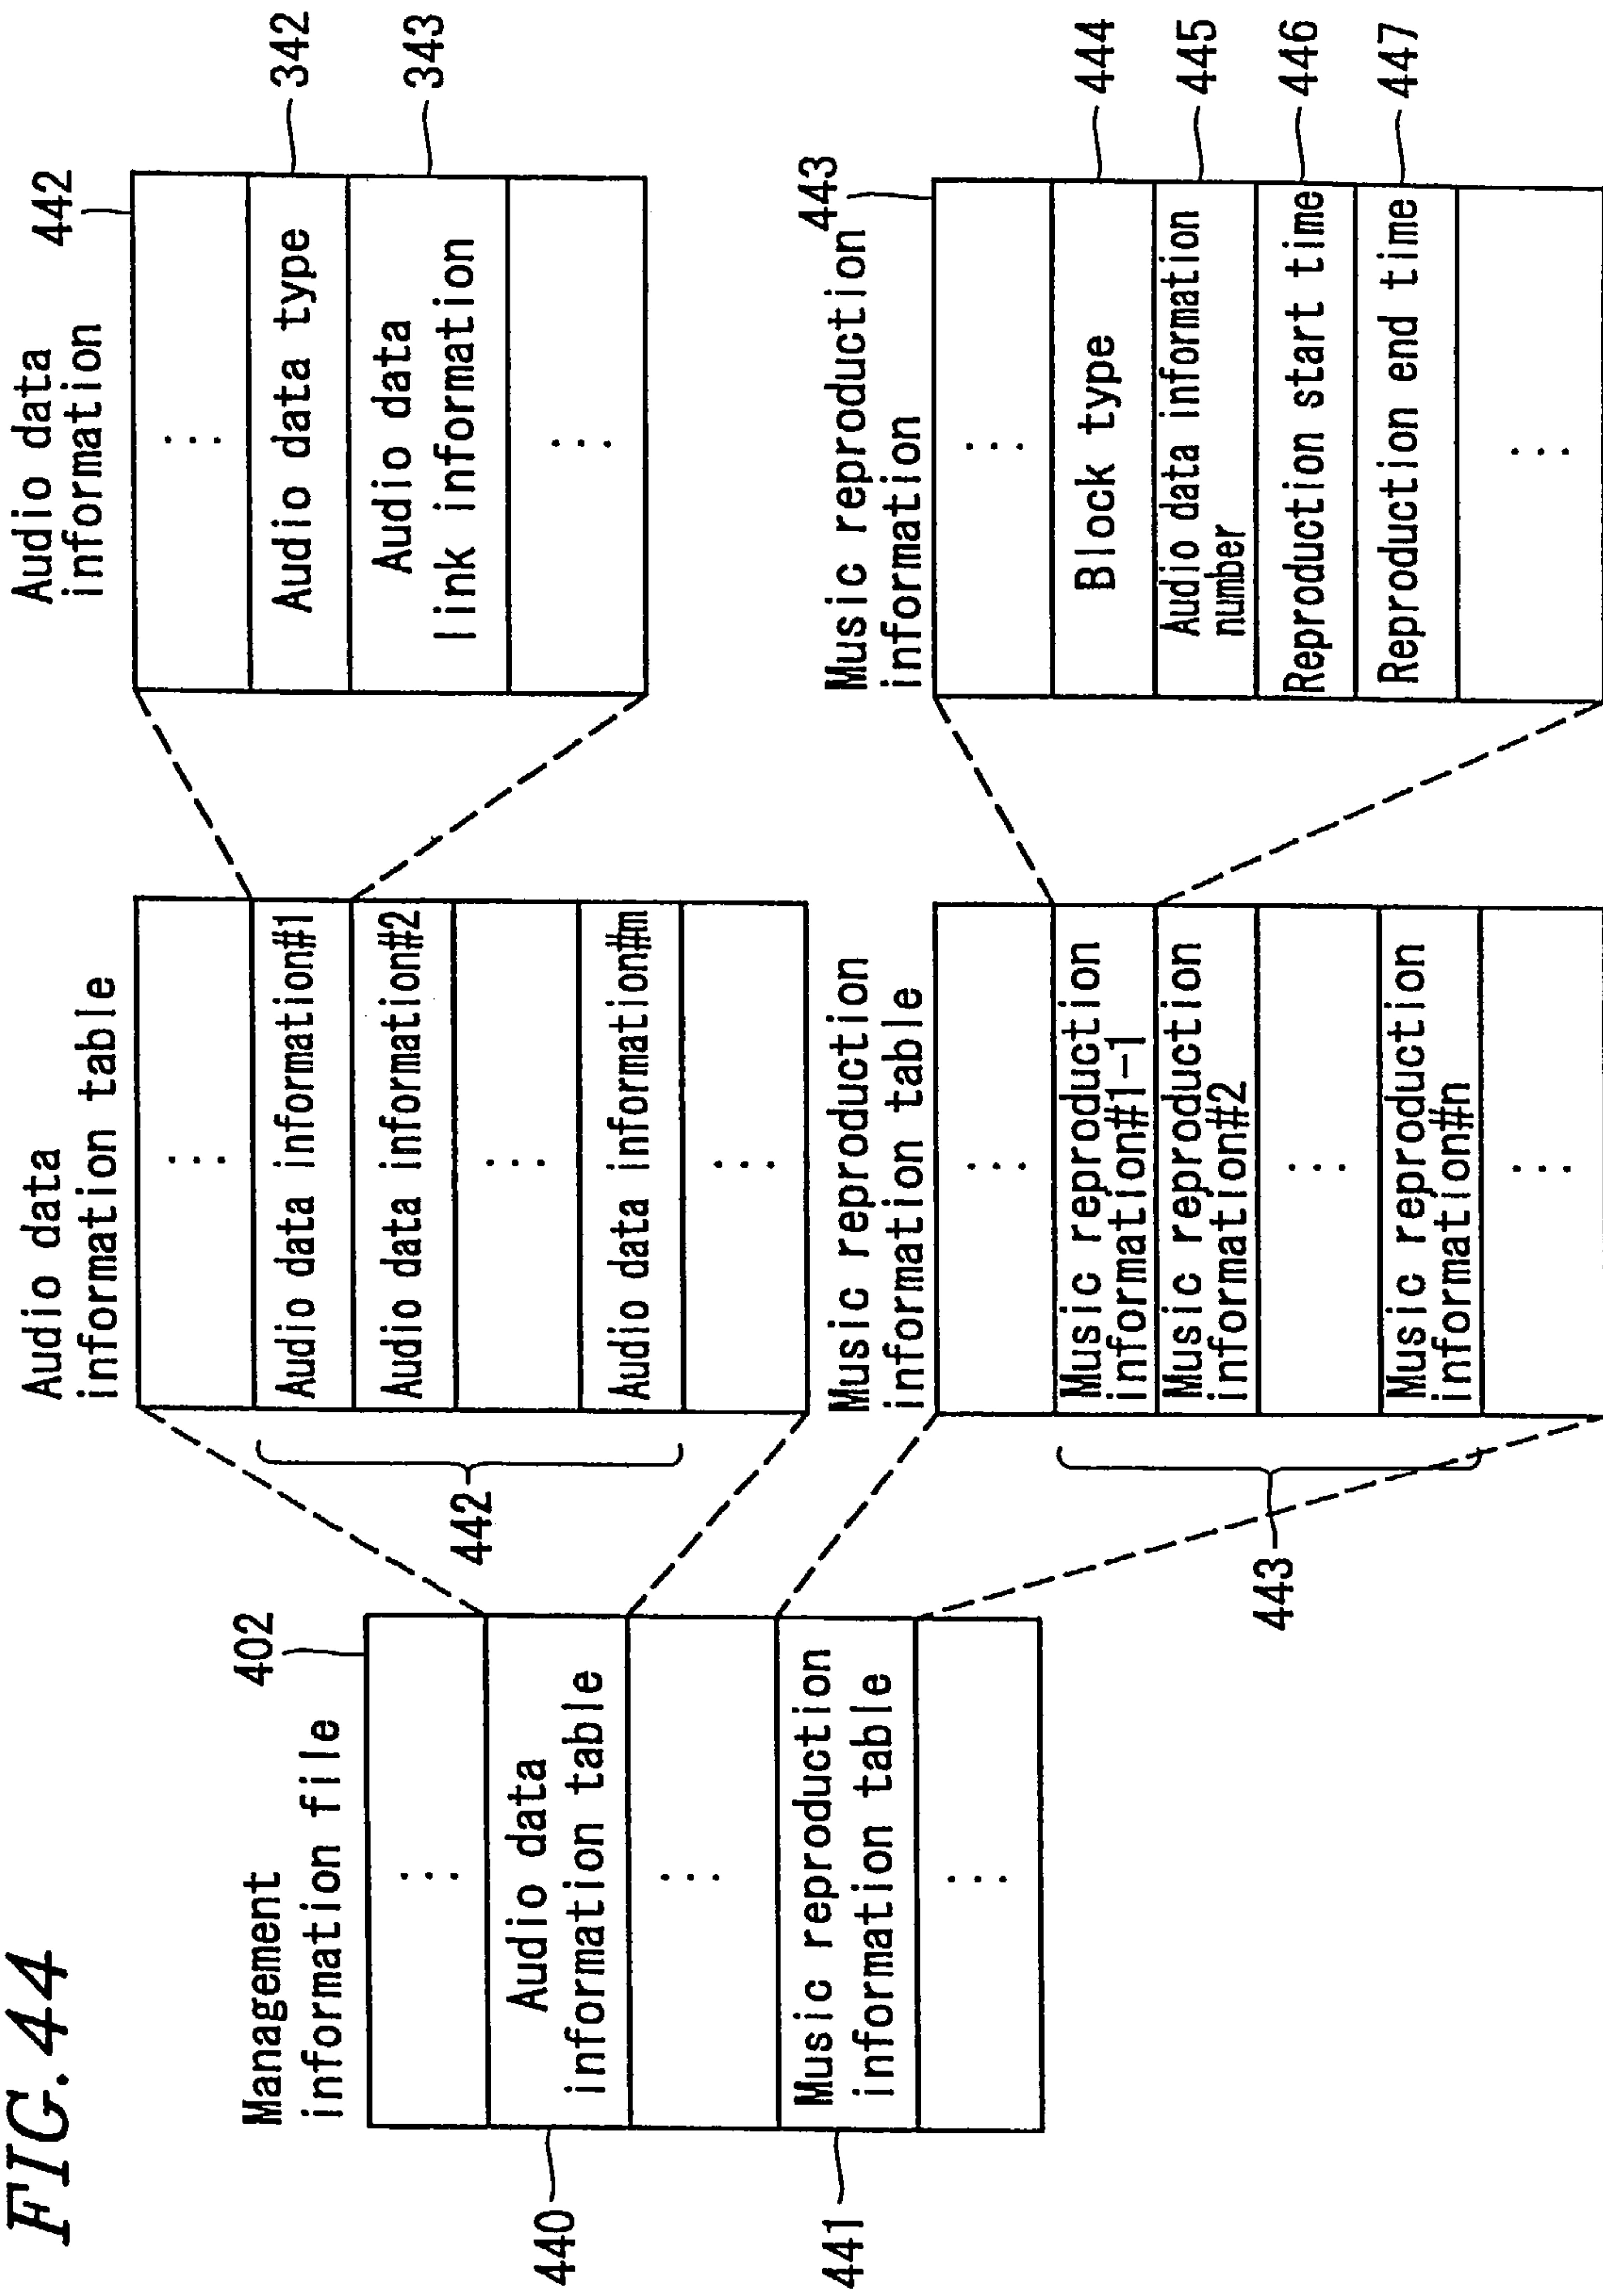 FIG. 44
Management
information file
402
⋮
Audio data
information table
⋮
Music reproduction
information table
⋮
440
441
Audio data
information table
⋮
Audio data information#1
Audio data information#2
⋮
Audio data information#m
⋮
442
Music reproduction
information table
⋮
Music reproduction
information#1-1
Music reproduction
information#2
⋮
Music reproduction
information#n
⋮
443
Audio data
information
442
⋮
Audio data type
Audio data
link information
⋮
342
343
Music reproduction
information
443
⋮
Block type
Audio data information
number
Reproduction start time
Reproduction end time
⋮
444
445
446
447